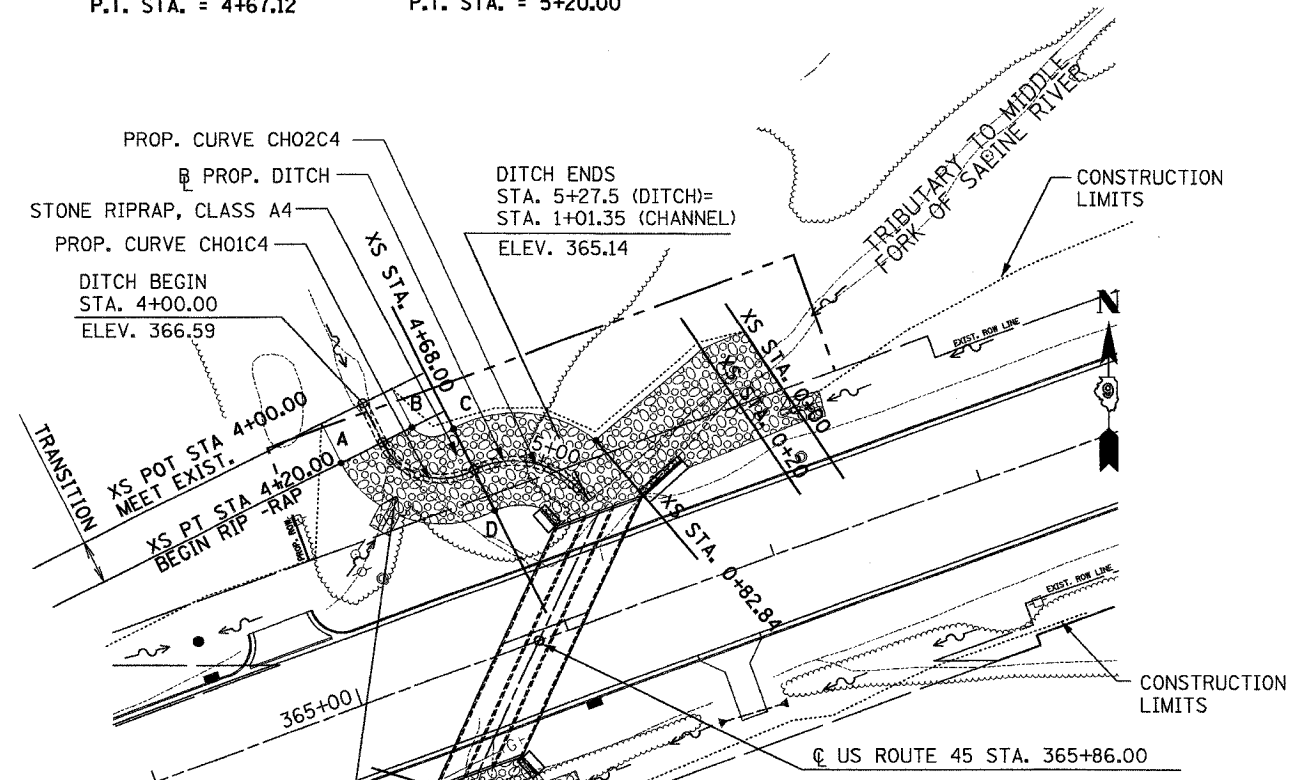 P.T. STA. = 4+67.12
P.T. STA. = 5+20.00
PROP. CURVE CH02C4
℄ PROP. DITCH
STONE RIPRAP, CLASS A4
PROP. CURVE CH01C4
DITCH BEGIN
STA. 4+00.00
ELEV. 366.59
DITCH ENDS
STA. 5+27.5 (DITCH)=
STA. 1+01.35 (CHANNEL)
ELEV. 365.14
TRIBUTARY TO MIDDLE
FORK OF SALINE RIVER
CONSTRUCTION
LIMITS
N
9
EXIST. ROW LINE
XS STA. 4+68.00
XS STA. 0+00
XS STA. 0+20
B
C
A
D
5+00
TRANSITION
XS POT STA 4+00.00
MEET EXIST.
XS PT STA 4+20.00
BEGIN RIP -RAP
PROP. ROW
XS STA. 0+82.84
365+00
EXIST. ROW LINE
CONSTRUCTION
LIMITS
℄ US ROUTE 45 STA. 365+86.00